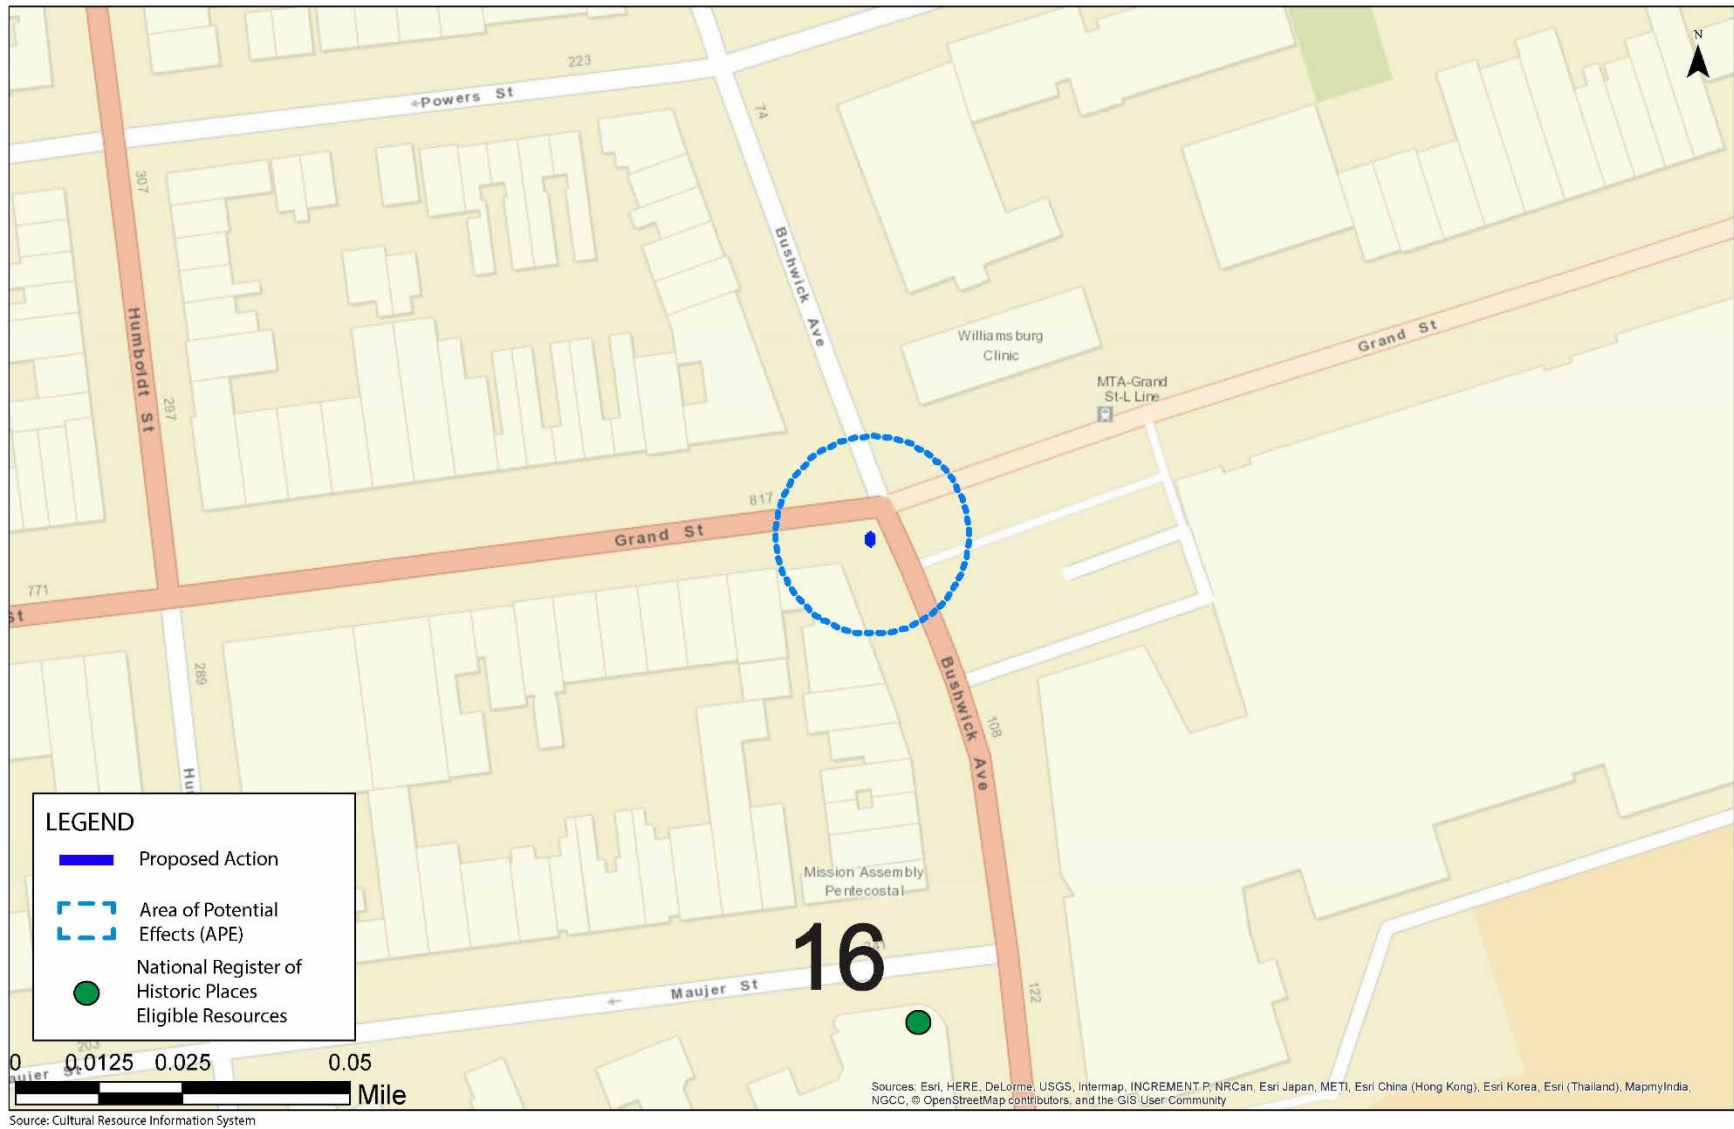 N
223
←Powers St
74
307
Bushwick Ave
Humboldt St
Williamsburg
Clinic
Grand St
MTA-Grand
St-L Line
297
817
Grand St
771
St
289
Bushwick Ave
108
Hu
LEGEND
Proposed Action
Area of Potential
Effects (APE)
National Register of
Historic Places
Eligible Resources
Mission Assembly
Pentecostal
16
← Maujer St
122
203
aujer St
0 0.0125 0.025 0.05
Mile
Sources: Esri, HERE, DeLorme, USGS, Intermap, INCREMENT P, NRCan, Esri Japan, METI, Esri China (Hong Kong), Esri Korea, Esri (Thailand), MapmyIndia,
NGCC, © OpenStreetMap contributors, and the GIS User Community
Source: Cultural Resource Information System